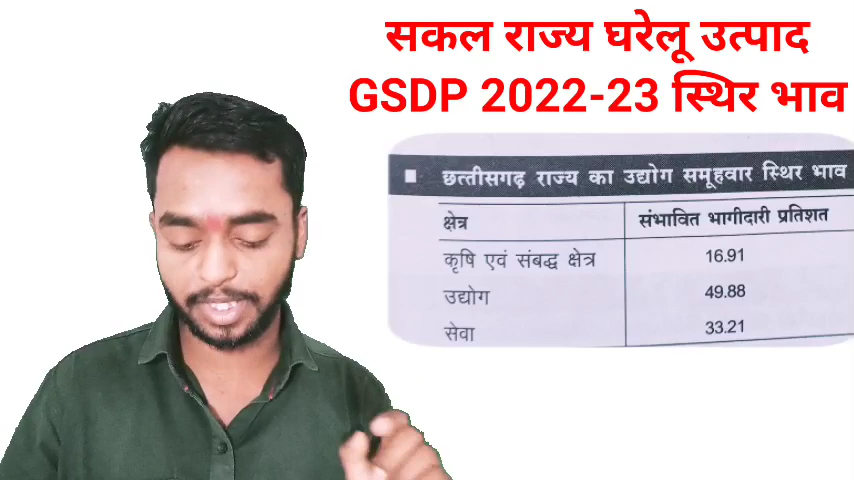 सकल राज्य घरेलू उत्पाद
GSDP 2022-23 स्थिर भाव
■ छत्तीसगढ़ राज्य का उद्योग समूहवार स्थिर भाव
क्षेत्र संभावित भागीदारी प्रतिशत
कृषि एवं संबद्ध क्षेत्र 16.91
उद्योग 49.88
सेवा 33.21